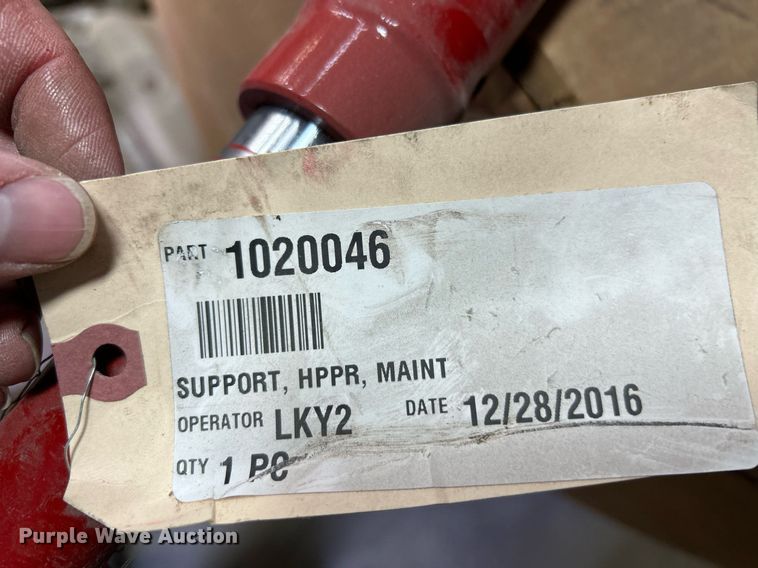 PART 1020046
SUPPORT, HPPR, MAINT
OPERATOR LKY2 DATE 12/28/2016
QTY 1 PC
Purple Wave Auction